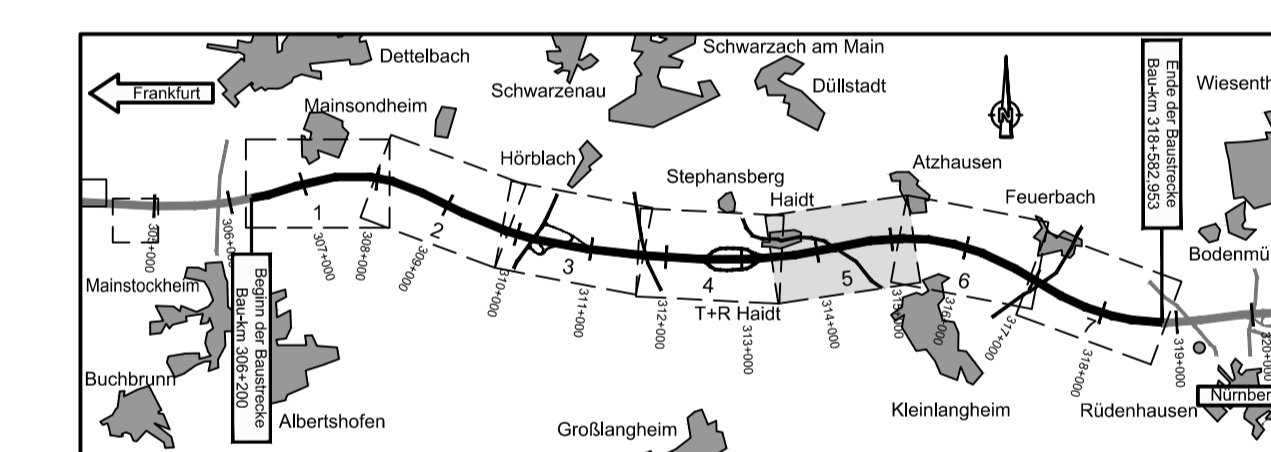 Dettelbach
Schwarzach am Main
Düllstadt
Schwarzenau
Frankfurt
Mainsondheim
Wiesenth
Ende der Baustrecke
Bau-km 318+582,953
Hörblach
Stephansberg
Haidt
Atzhausen
Feuerbach
N
1
2
3
4
5
6
7
306+000
307+000
308+000
309+000
310+000
311+000
312+000
313+000
314+000
316+000
317+000
318+000
319+000
320+000
T+R Haidt
Bodenmü
Mainstockheim
Beginn der Baustrecke
Bau-km 306+200
Buchbrunn
Albertshofen
Großlangheim
Kleinlangheim
Rüdenhausen
Nürnber